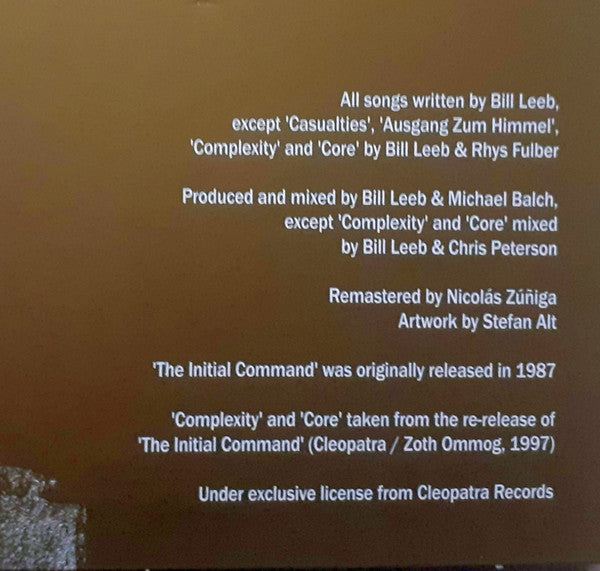 All songs written by Bill Leeb,
except 'Casualties', 'Ausgang Zum Himmel',
'Complexity' and 'Core' by Bill Leeb & Rhys Fulber
Produced and mixed by Bill Leeb & Michael Balch,
except 'Complexity' and 'Core' mixed
by Bill Leeb & Chris Peterson
Remastered by Nicolás Zúñiga
Artwork by Stefan Alt
'The Initial Command' was originally released in 1987
'Complexity' and 'Core' taken from the re-release of
'The Initial Command' (Cleopatra / Zoth Ommog, 1997)
Under exclusive license from Cleopatra Records